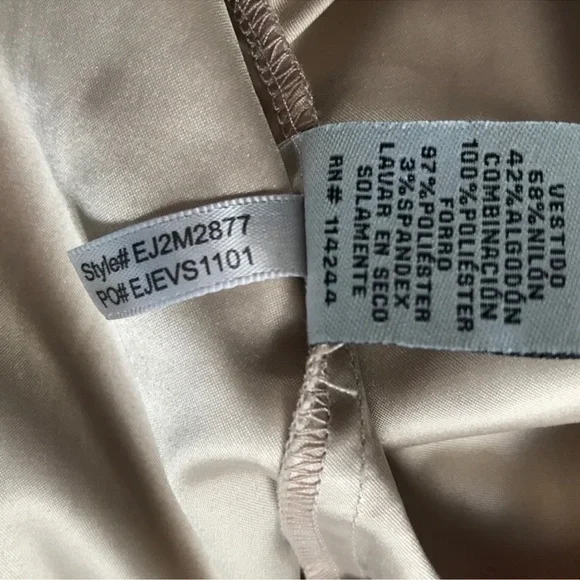 Style# EJ2M2877
PO# EJEVS1101
VESTIDO
58%NILÓN
42%ALGODÓN
COMBINACIÓN
100%POLIÉSTER
FORRO
97%POLIÉSTER
3%SPANDEX
LAVAR EN SECO
SOLAMENTE
RN# 114244